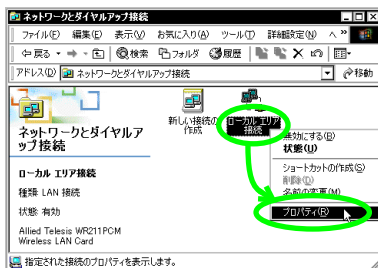 ネットワークとダイヤルアップ接続
ファイル(F) 編集(E) 表示(V) お気に入り(A) ツール(T) 詳細設定(N) ヘ »
戻る 検索 フォルダ 履歴
アドレス(D) ネットワークとダイヤルアップ接続 移動
ネットワークとダイヤルア
ップ接続
ローカル エリア接続
種類: LAN 接続
状態: 有効
Allied Telesis WR211PCM
Wireless LAN Card
新しい接続の
作成
ローカル エリア
接続
無効にする(B)
状態(U)
ショートカットの作成(S)
削除(D)
名前の変更(M)
プロパティ(R)
指定された接続のプロパティを表示します。